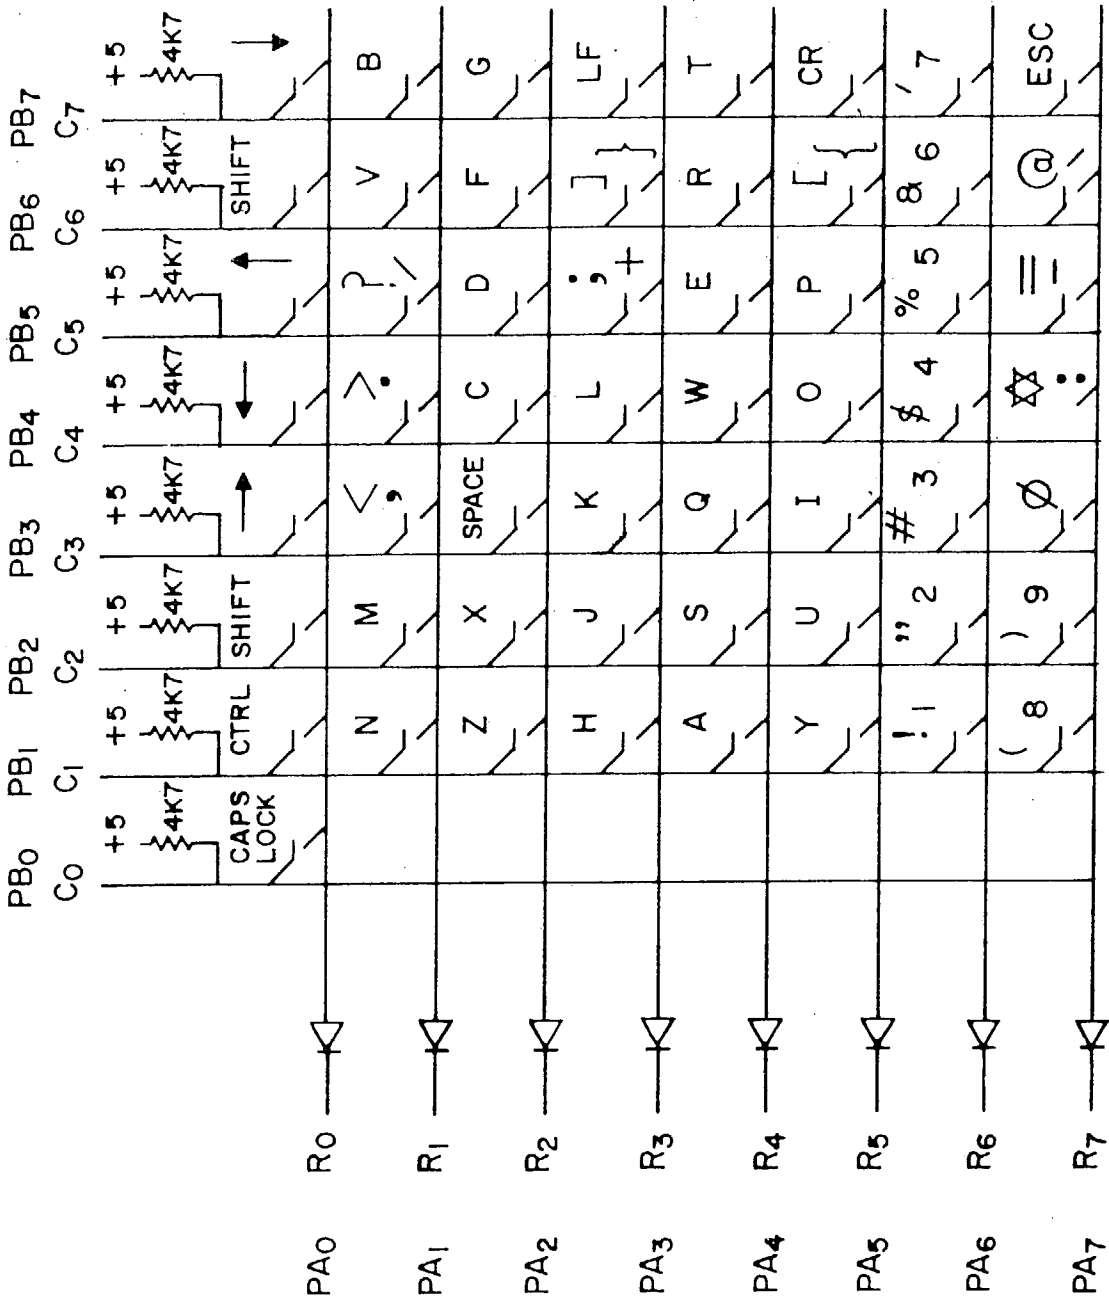 PB0 PB1 PB2 PB3 PB4 PB5 PB6 PB7
C0 C1 C2 C3 C4 C5 C6 C7
+5 +5 +5 +5 +5 +5 +5 +5
4K7 4K7 4K7 4K7 4K7 4K7 4K7 4K7
PA0 R0 CAPS LOCK CTRL SHIFT → ← ↑ SHIFT ↓
PA1 R1 N M < , > . ? / V B
PA2 R2 Z X SPACE C D F G
PA3 R3 H J K L ; + ] } LF
PA4 R4 A S Q W E R T
PA5 R5 Y U I O P [ { CR
PA6 R6 ! 1 " 2 # 3 $ 4 % 5 & 6 ' 7
PA7 R7 ( 8 ) 9 Ø ✡ : = - @ ESC